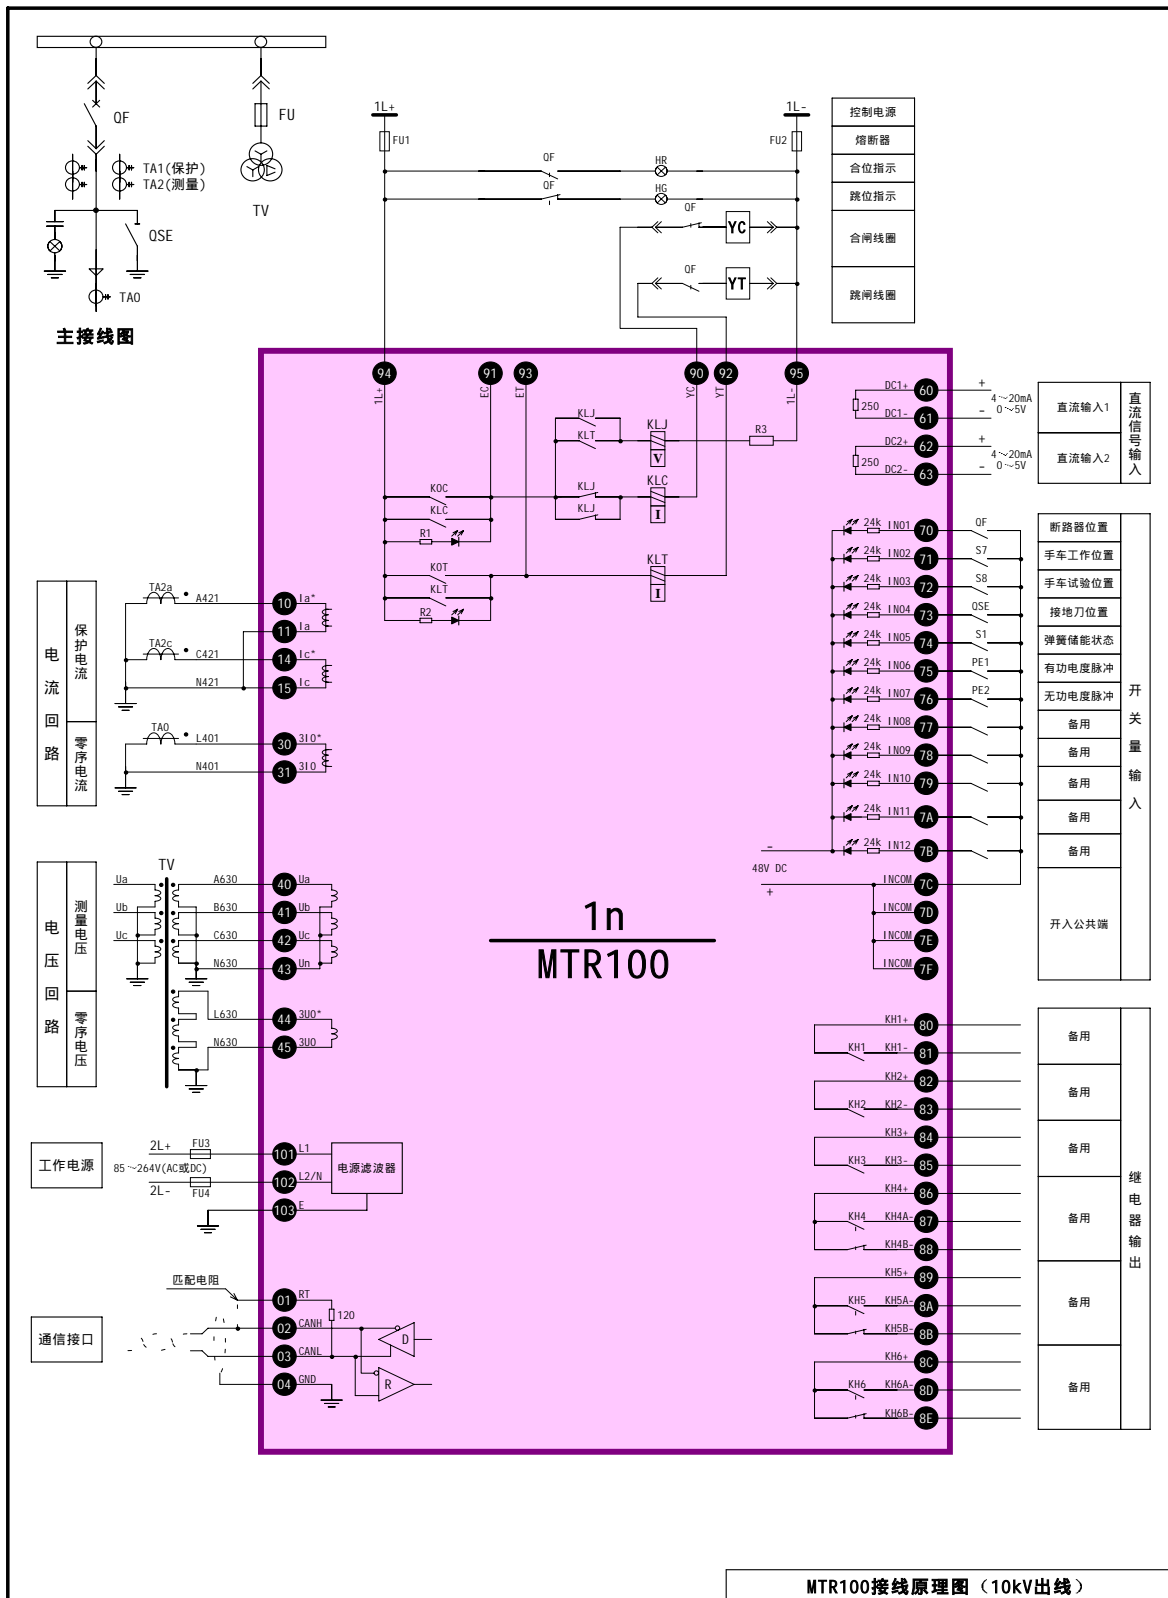 QF
FU
TA1(保护)
TA2(测量)
TV
QSE
TA0
主接线图
1L+
1L-
FU1
FU2
QF
HR
QF
HG
QF
YC
QF
YT
控制电源
熔断器
合位指示
跳位指示
合闸线圈
跳闸线圈
94
91
93
90
92
95
1L+
EC
ET
YC
YT
1L-
KLJ
KLT
KLJ
V
R3
KOC
KLC
R1
KLJ
KLJ
KLC
I
KOT
KLT
R2
KLT
I
DC1+
60
+
250
4~20mA
0~5V
DC1-
61
-
DC2+
62
+
250
4~20mA
0~5V
DC2-
63
-
直流输入1
直流输入2
直流信号输入
24k IN01 70 QF 断路器位置
24k IN02 71 S7 手车工作位置
24k IN03 72 S8 手车试验位置
24k IN04 73 QSE 接地刀位置
24k IN05 74 S1 弹簧储能状态
24k IN06 75 PE1 有功电度脉冲
24k IN07 76 PE2 无功电度脉冲
24k IN08 77 备用
24k IN09 78 备用
24k IN10 79 备用
24k IN11 7A 备用
24k IN12 7B 备用
-
48V DC
+
INCOM 7C
INCOM 7D
INCOM 7E
INCOM 7F
开入公共端
开关量输入
电流回路
保护电流
零序电流
TA2a
A421 10 Ia*
11 Ia
TA2c
C421 14 Ic*
N421 15 Ic
TA0
L401 30 3I0*
N401 31 3I0
电压回路
测量电压
零序电压
TV
Ua A630 40 Ua
Ub B630 41 Ub
Uc C630 42 Uc
N630 43 Un
L630 44 3U0*
N630 45 3U0
1n
MTR100
工作电源
2L+ FU3 101 L1
85~264V(AC或DC)
2L- FU4 102 L2/N
103 E
电源滤波器
通信接口
匹配电阻
01 RT
120
02 CANH
D
03 CANL
R
04 GND
KH1+ 80
KH1 KH1- 81
备用
KH2+ 82
KH2 KH2- 83
备用
KH3+ 84
KH3 KH3- 85
备用
KH4+ 86
KH4 KH4A- 87
KH4B- 88
备用
KH5+ 89
KH5 KH5A- 8A
KH5B- 8B
备用
KH6+ 8C
KH6 KH6A- 8D
KH6B- 8E
备用
继电器输出
MTR100接线原理图（10kV出线）